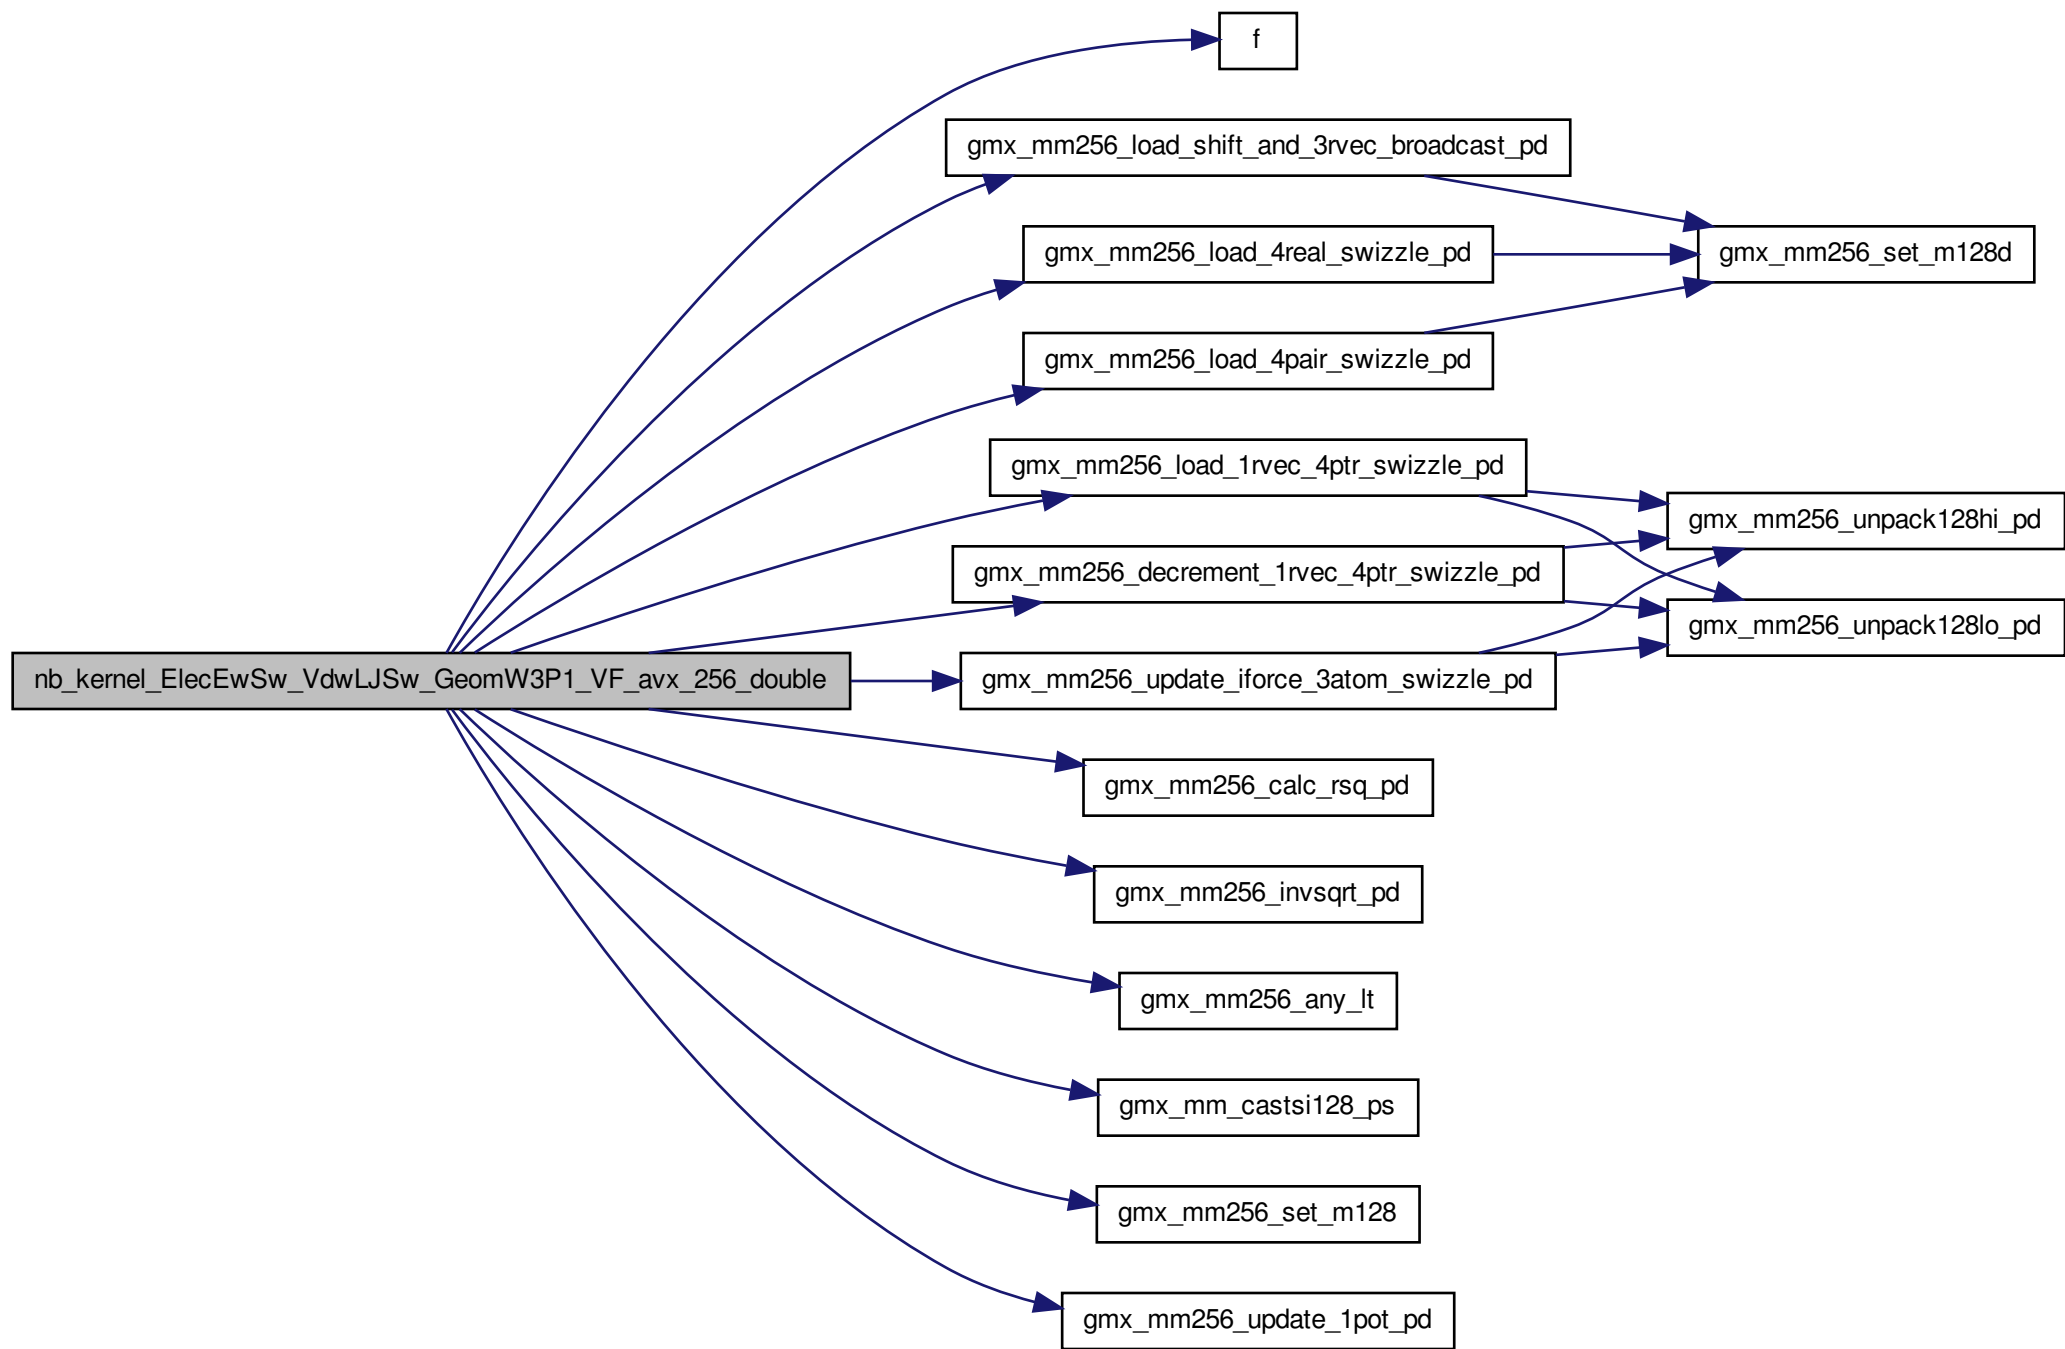 f
gmx_mm256_load_shift_and_3rvec_broadcast_pd
gmx_mm256_load_4real_swizzle_pd
gmx_mm256_set_m128d
gmx_mm256_load_4pair_swizzle_pd
gmx_mm256_load_1rvec_4ptr_swizzle_pd
gmx_mm256_unpack128hi_pd
gmx_mm256_decrement_1rvec_4ptr_swizzle_pd
gmx_mm256_unpack128lo_pd
nb_kernel_ElecEwSw_VdwLJSw_GeomW3P1_VF_avx_256_double
gmx_mm256_update_iforce_3atom_swizzle_pd
gmx_mm256_calc_rsq_pd
gmx_mm256_invsqrt_pd
gmx_mm256_any_lt
gmx_mm_castsi128_ps
gmx_mm256_set_m128
gmx_mm256_update_1pot_pd